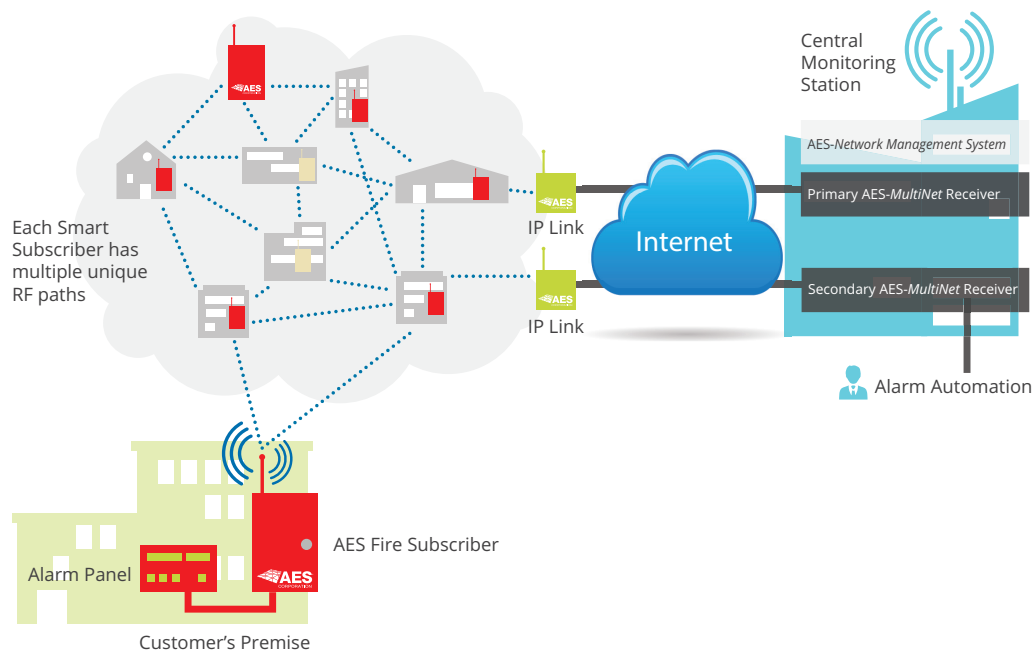 Central
Monitoring
Station
AES
CORPORATION
AES-Network Management System
Primary AES-MultiNet Receiver
AES
IP Link
Each Smart
Subscriber has
multiple unique
RF paths
Internet
AES
IP Link
Secondary AES-MultiNet Receiver
Alarm Automation
AES Fire Subscriber
Alarm Panel
AES
CORPORATION
Customer’s Premise